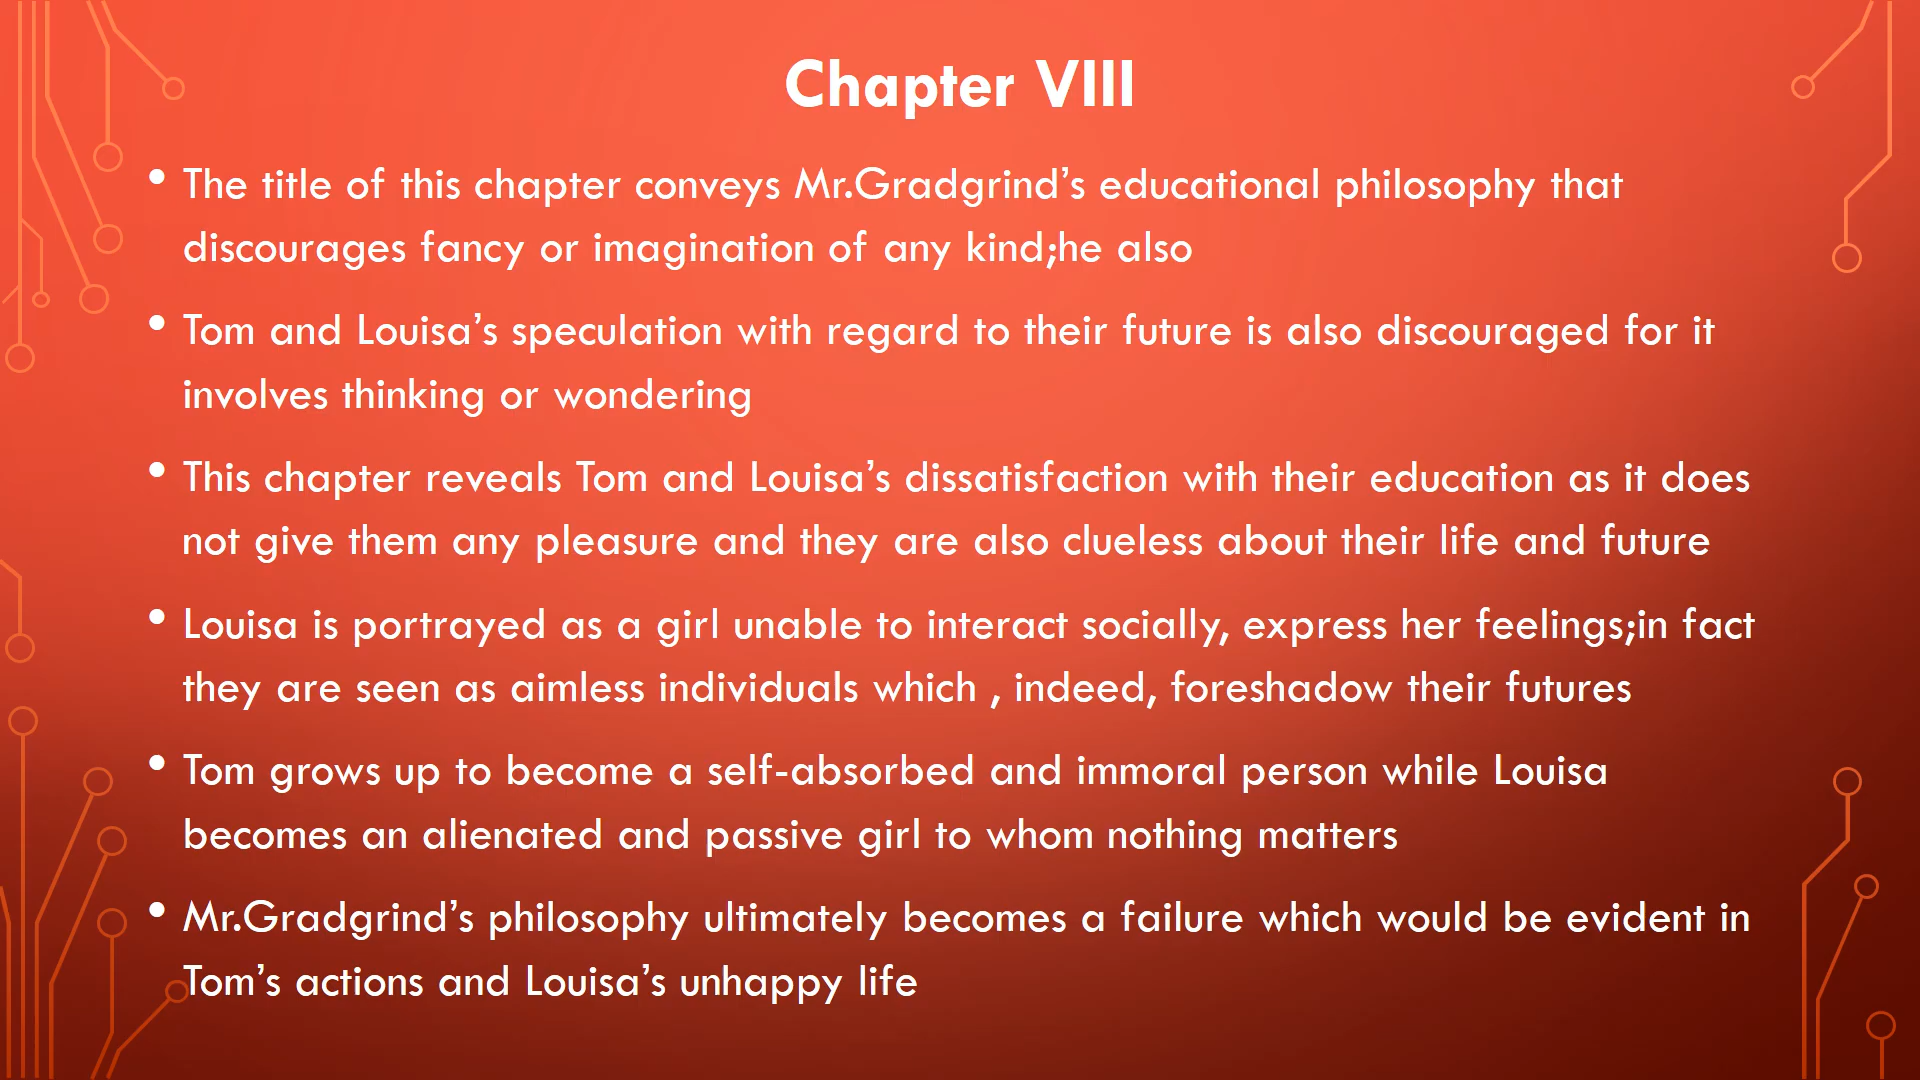 Chapter VIII
• The title of this chapter conveys Mr.Gradgrind’s educational philosophy that
discourages fancy or imagination of any kind;he also
• Tom and Louisa’s speculation with regard to their future is also discouraged for it
involves thinking or wondering
• This chapter reveals Tom and Louisa’s dissatisfaction with their education as it does
not give them any pleasure and they are also clueless about their life and future
• Louisa is portrayed as a girl unable to interact socially, express her feelings;in fact
they are seen as aimless individuals which , indeed, foreshadow their futures
• Tom grows up to become a self-absorbed and immoral person while Louisa
becomes an alienated and passive girl to whom nothing matters
• Mr.Gradgrind’s philosophy ultimately becomes a failure which would be evident in
Tom’s actions and Louisa’s unhappy life